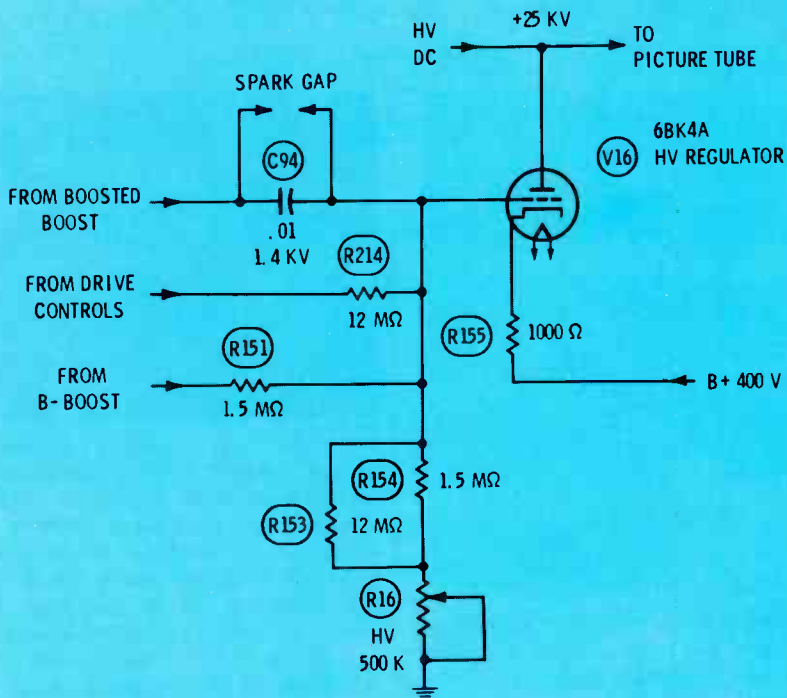 HV
DC
+25 KV
TO
PICTURE TUBE
SPARK GAP
C94
6BK4A
V16
HV REGULATOR
FROM BOOSTED
BOOST
.01
1.4 KV
R214
FROM DRIVE
CONTROLS
12 MΩ
R155
1000 Ω
R151
FROM
B-BOOST
1.5 MΩ
B+ 400 V
R154
1.5 MΩ
R153
12 MΩ
R16
HV
500 K